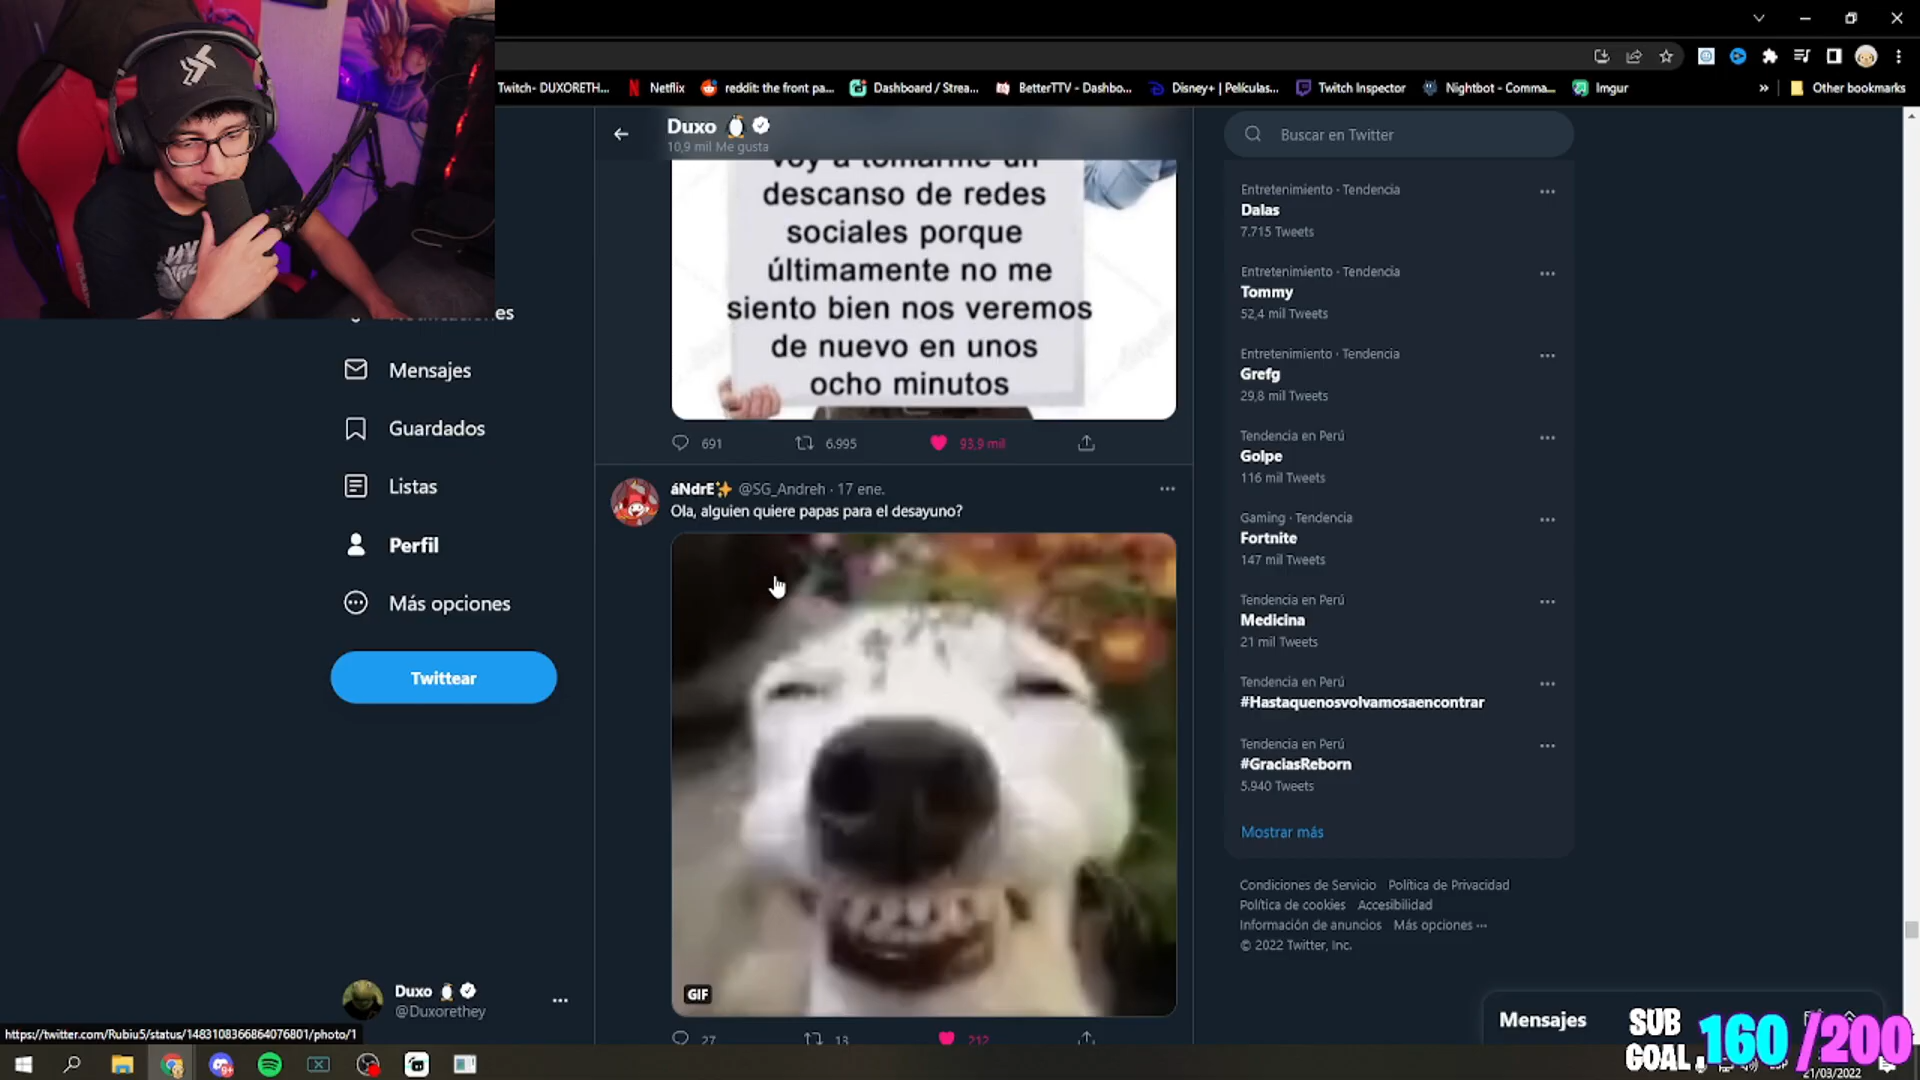 Twitch- DUXORETH...
Netflix
reddit: the front pa...
Dashboard / Strea...
BetterTTV - Dashbo...
Disney+ | Películas...
Twitch Inspector
Nightbot - Comma...
Imgur
»
Other bookmarks
Duxo
10,9 mil Me gusta
descanso de redes
sociales porque
últimamente no me
siento bien nos veremos
de nuevo en unos
ocho minutos
691
6.995
93,9 mil
áNdrE✨ @SG_Andreh · 17 ene.
Ola, alguien quiere papas para el desayuno?
GIF
27
13
212
Mensajes
Guardados
Listas
Perfil
Más opciones
Twittear
Duxo
@Duxorethey
Buscar en Twitter
Entretenimiento · Tendencia
Dalas
7.715 Tweets
Entretenimiento · Tendencia
Tommy
52,4 mil Tweets
Entretenimiento · Tendencia
Grefg
29,8 mil Tweets
Tendencia en Perú
Golpe
116 mil Tweets
Gaming · Tendencia
Fortnite
147 mil Tweets
Tendencia en Perú
Medicina
21 mil Tweets
Tendencia en Perú
#Hastaquenosvolvamosaencontrar
Tendencia en Perú
#GraciasReborn
5.940 Tweets
Mostrar más
Condiciones de Servicio Política de Privacidad
Política de cookies Accesibilidad
Información de anuncios Más opciones ···
© 2022 Twitter, Inc.
Mensajes
SUB
GOAL
160 /200
https://twitter.com/Rubiu5/status/1483108366864076801/photo/1
21/03/2022